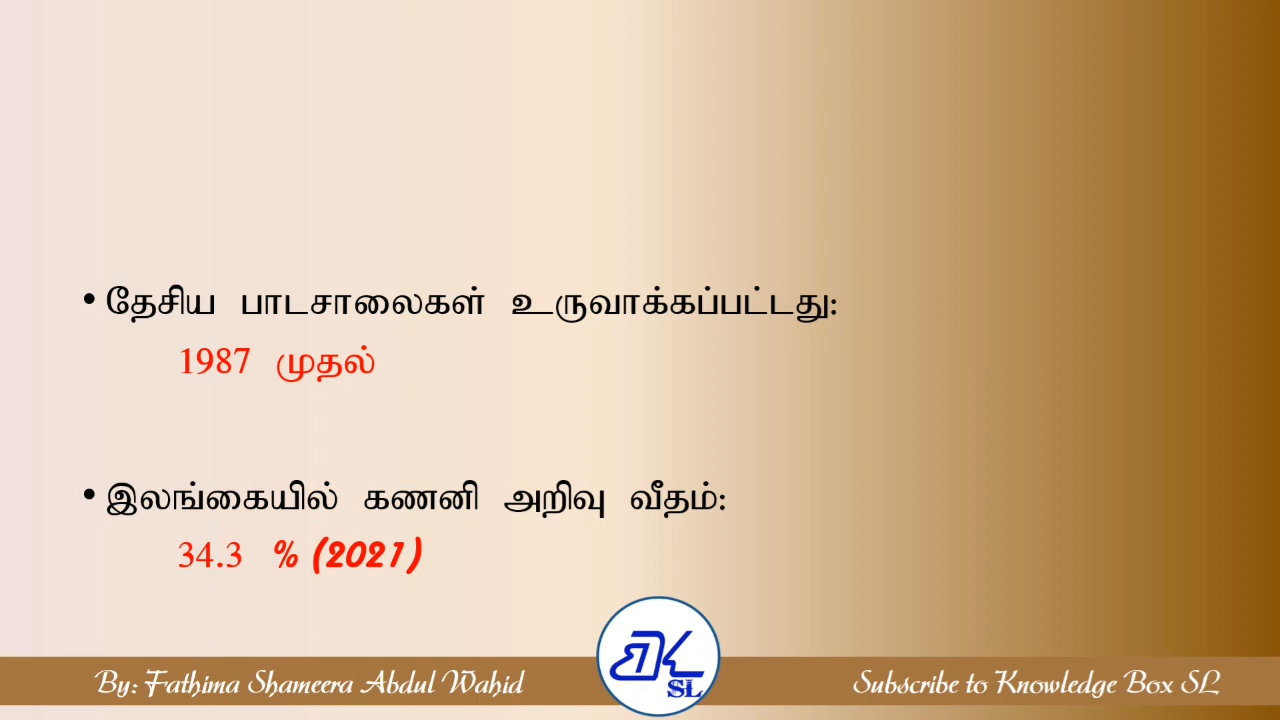 • தேசிய பாடசாலைகள் உருவாக்கப்பட்டது:
1987 முதல்
• இலங்கையில் கணனி அறிவு வீதம்:
34.3 % (2021)
SL
By: Fathima Shameera Abdul Wahid
Subscribe to Knowledge Box SL